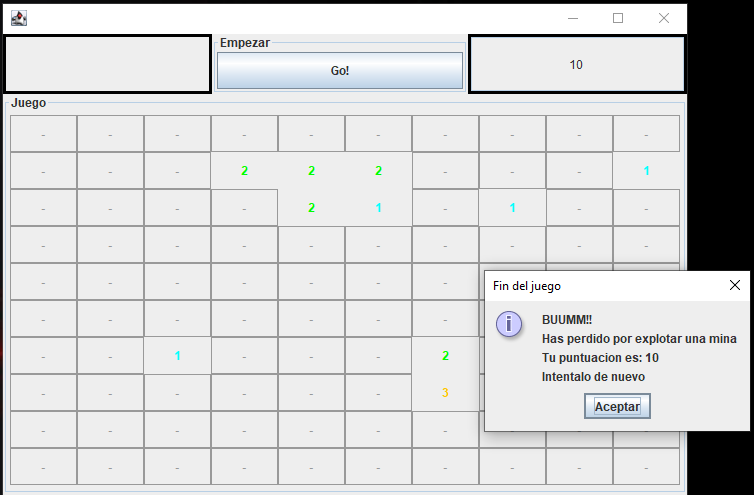 Empezar
Go!
10
Juego
- - - - - - - - - -
- - - 2 2 2 - - - 1
- - - - 2 1 - 1 - -
- - - - - - - - - -
- - - - - - -
- - - - - - -
- - 1 - - - 2
- - - - - - 3
- - - - - - - - - -
- - - - - - - - - -
Fin del juego
BUUMM!!
Has perdido por explotar una mina
Tu puntuacion es: 10
Intentalo de nuevo
Aceptar